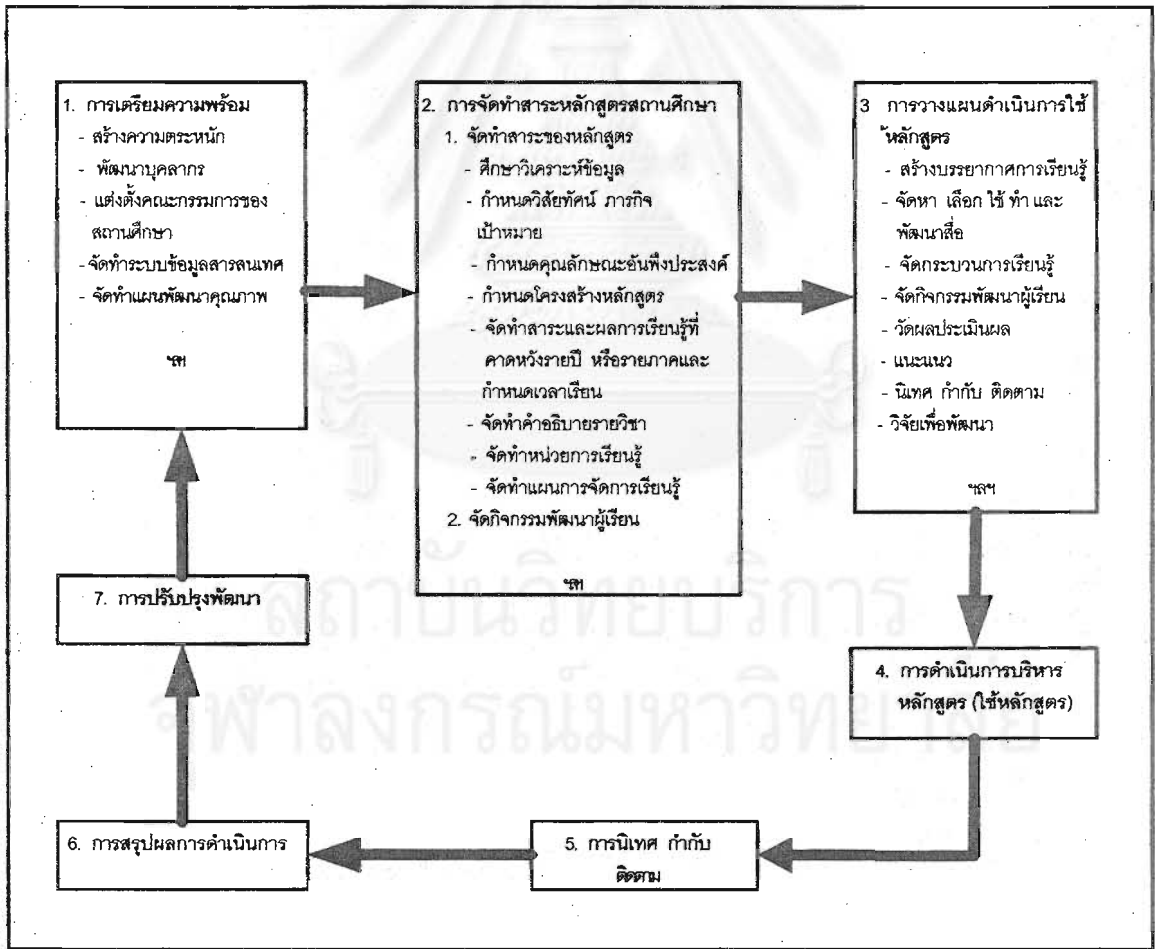 1. การเตรียมความพร้อม
- สร้างความตระหนัก
- พัฒนาบุคลากร
- แต่งตั้งคณะกรรมการของ
สถานศึกษา
- จัดทำระบบข้อมูลสารสนเทศ
- จัดทำแผนพัฒนาคุณภาพ
ฯลฯ
2. การจัดทำสาระหลักสูตรสถานศึกษา
1. จัดทำสาระของหลักสูตร
- ศึกษาวิเคราะห์ข้อมูล
- กำหนดวิสัยทัศน์ ภารกิจ
เป้าหมาย
- กำหนดคุณลักษณะอันพึงประสงค์
- กำหนดโครงสร้างหลักสูตร
- จัดทำสาระและผลการเรียนรู้ที่
คาดหวังรายปี หรือรายภาคและ
กำหนดเวลาเรียน
- จัดทำคำอธิบายรายวิชา
- จัดทำหน่วยการเรียนรู้
- จัดทำแผนการจัดการเรียนรู้
2. จัดกิจกรรมพัฒนาผู้เรียน
ฯลฯ
3 การวางแผนดำเนินการใช้
หลักสูตร
- สร้างบรรยากาศการเรียนรู้
- จัดหา เลือก ใช้ ทำ และ
พัฒนาสื่อ
- จัดกระบวนการเรียนรู้
- จัดกิจกรรมพัฒนาผู้เรียน
- วัดผลประเมินผล
- แนะแนว
- นิเทศ กำกับ ติดตาม
- วิจัยเพื่อพัฒนา
ฯลฯ
4. การดำเนินการบริหาร
หลักสูตร (ใช้หลักสูตร)
5. การนิเทศ กำกับ
ติดตาม
6. การสรุปผลการดำเนินการ
7. การปรับปรุงพัฒนา
สถาบันวิทยบริการ
จุฬาลงกรณ์มหาวิทยาลัย